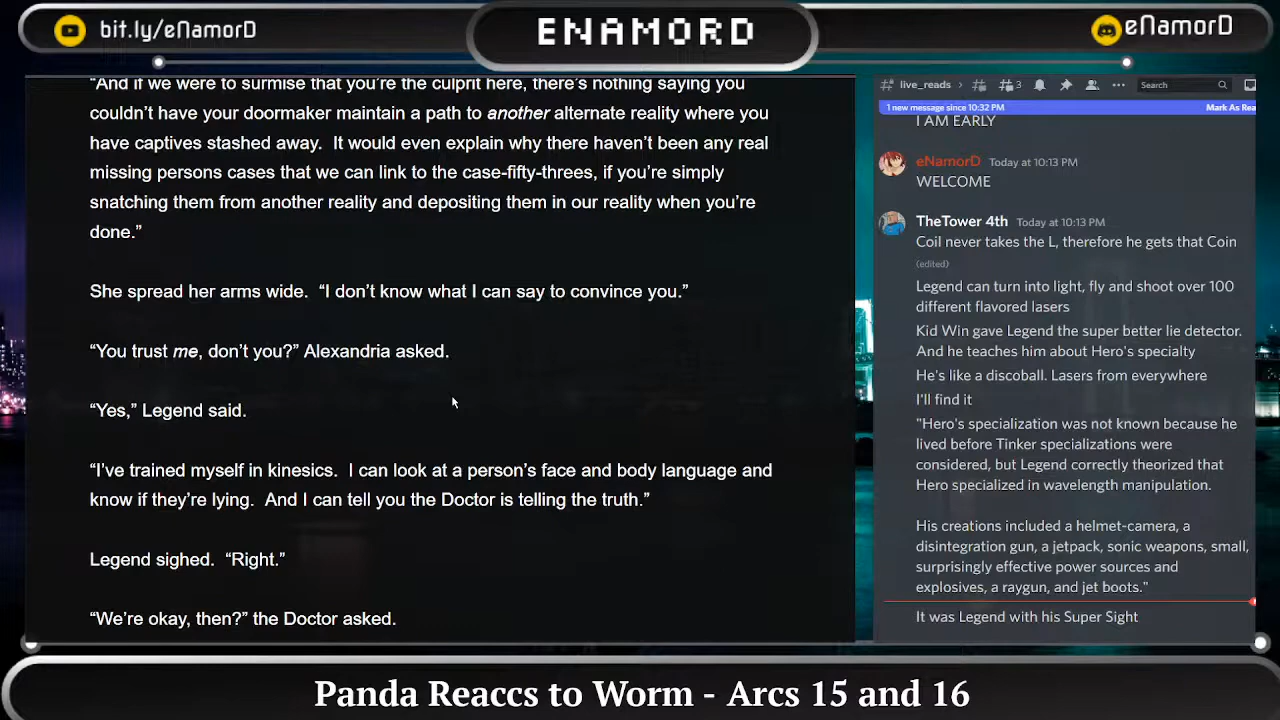 bit.ly/eNamorD
ENAMORD
eNamorD
“And if we were to surmise that you’re the culprit here, there’s nothing saying you
couldn’t have your doormaker maintain a path to another alternate reality where you
have captives stashed away.  It would even explain why there haven’t been any real
missing persons cases that we can link to the case-fifty-threes, if you’re simply
snatching them from another reality and depositing them in our reality when you’re
done.”
She spread her arms wide.  “I don’t know what I can say to convince you.”
“You trust me, don’t you?” Alexandria asked.
“Yes,” Legend said.
“I’ve trained myself in kinesics.  I can look at a person’s face and body language and
know if they’re lying.  And I can tell you the Doctor is telling the truth.”
Legend sighed.  “Right.”
“We’re okay, then?” the Doctor asked.
live_reads
3
Search
1 new message since 10:32 PM
Mark As Rea
I AM EARLY
eNamorD Today at 10:13 PM
WELCOME
TheTower 4th Today at 10:13 PM
Coil never takes the L, therefore he gets that Coin
(edited)
Legend can turn into light, fly and shoot over 100
different flavored lasers
Kid Win gave Legend the super better lie detector.
And he teaches him about Hero's specialty
He's like a discoball. Lasers from everywhere
I'll find it
"Hero's specialization was not known because he
lived before Tinker specializations were
considered, but Legend correctly theorized that
Hero specialized in wavelength manipulation.
His creations included a helmet-camera, a
disintegration gun, a jetpack, sonic weapons, small,
surprisingly effective power sources and
explosives, a raygun, and jet boots."
It was Legend with his Super Sight
Panda Reaccs to Worm - Arcs 15 and 16